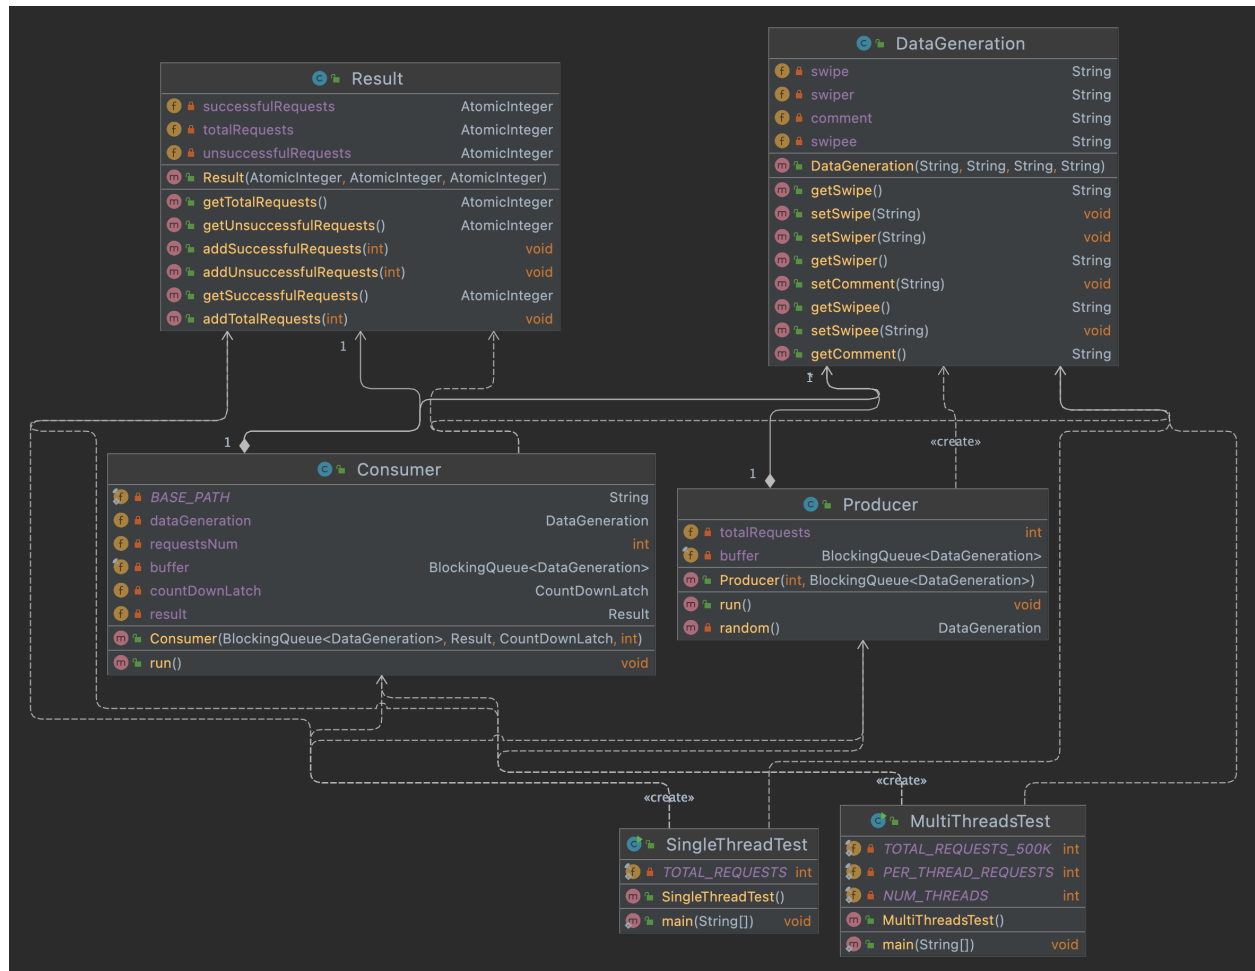 Result
successfulRequests AtomicInteger
totalRequests AtomicInteger
unsuccessfulRequests AtomicInteger
Result(AtomicInteger, AtomicInteger, AtomicInteger)
getTotalRequests() AtomicInteger
getUnsuccessfulRequests() AtomicInteger
addSuccessfulRequests(int) void
addUnsuccessfulRequests(int) void
getSuccessfulRequests() AtomicInteger
addTotalRequests(int) void
DataGeneration
swipe String
swiper String
comment String
swipee String
DataGeneration(String, String, String, String)
getSwipe() String
setSwipe(String) void
setSwiper(String) void
getSwiper() String
setComment(String) void
getSwipee() String
setSwipee(String) void
getComment() String
1
1
1
1
«create»
Consumer
BASE_PATH String
dataGeneration DataGeneration
requestsNum int
buffer BlockingQueue<DataGeneration>
countDownLatch CountDownLatch
result Result
Consumer(BlockingQueue<DataGeneration>, Result, CountDownLatch, int)
run() void
Producer
totalRequests int
buffer BlockingQueue<DataGeneration>
Producer(int, BlockingQueue<DataGeneration>)
run() void
random() DataGeneration
«create»
«create»
SingleThreadTest
TOTAL_REQUESTS int
SingleThreadTest()
main(String[]) void
MultiThreadsTest
TOTAL_REQUESTS_500K int
PER_THREAD_REQUESTS int
NUM_THREADS int
MultiThreadsTest()
main(String[]) void